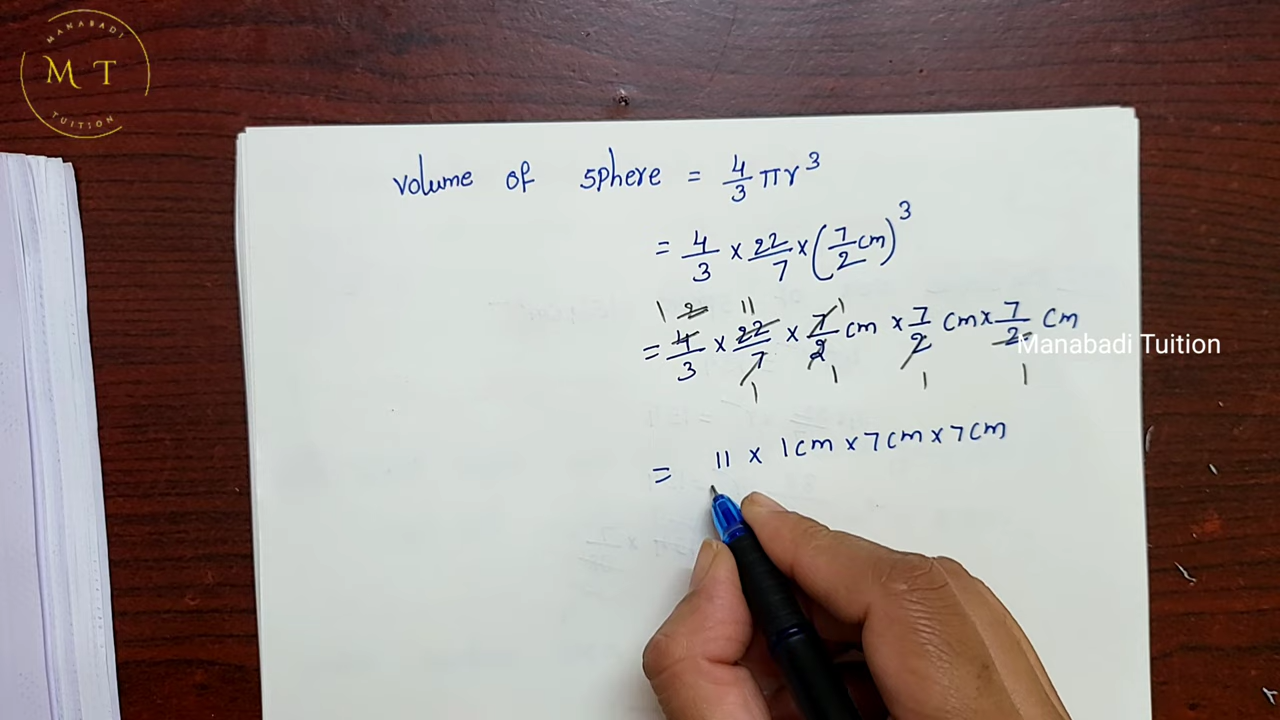 MANABADI
M T
TUITION
volume of sphere = 4/3 πr³
= 4/3 × 22/7 × (7/2 cm)³
1 2 11 1
= 4/3 × 22/7 × 7/2 cm × 7/2 cm × 7/2 cm
1 1 1 1
Manabadi Tuition
= 11 × 1cm × 7cm × 7cm